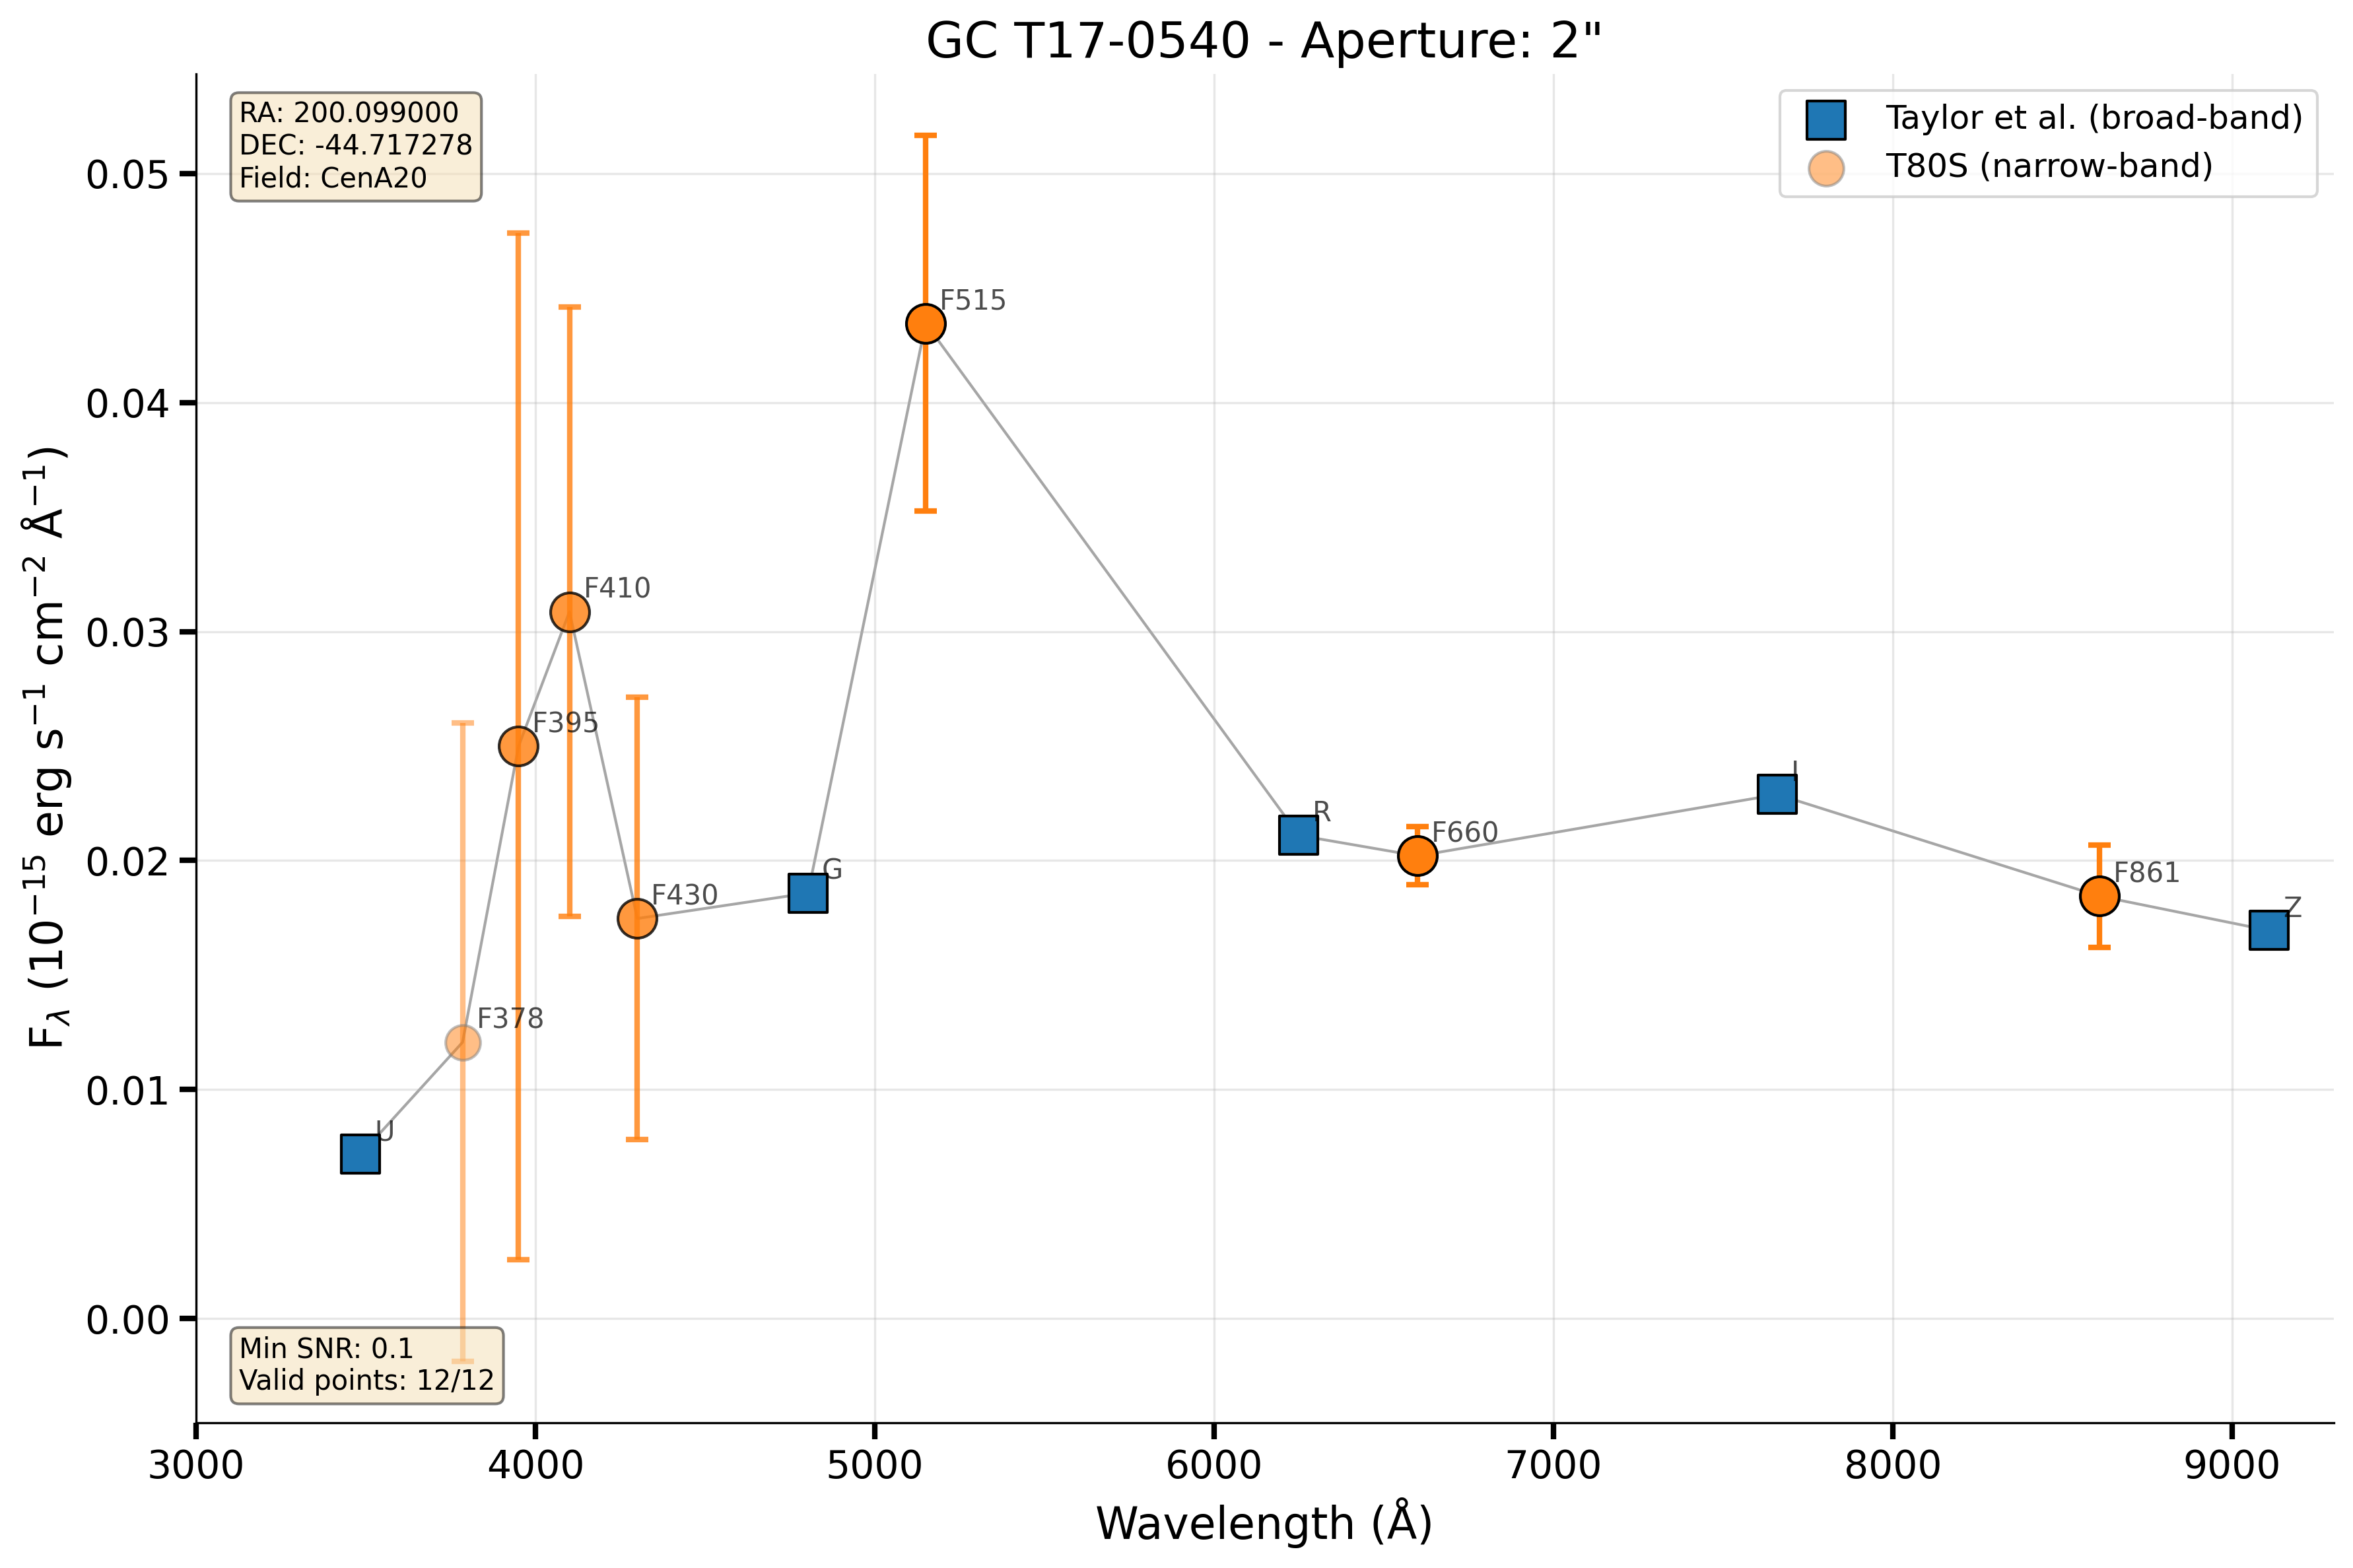 GC T17-0540 - Aperture: 2"
RA: 200.099000
DEC: -44.717278
Field: CenA20
Taylor et al. (broad-band)
T80S (narrow-band)
0.05
0.04
0.03
0.02
0.01
0.00
F515
F410
F395
F430
F378
U
G
R
F660
I
F861
Z
Min SNR: 0.1
Valid points: 12/12
3000 4000 5000 6000 7000 8000 9000
Wavelength (Å)
Fλ (10⁻¹⁵ erg s⁻¹ cm⁻² Å⁻¹)